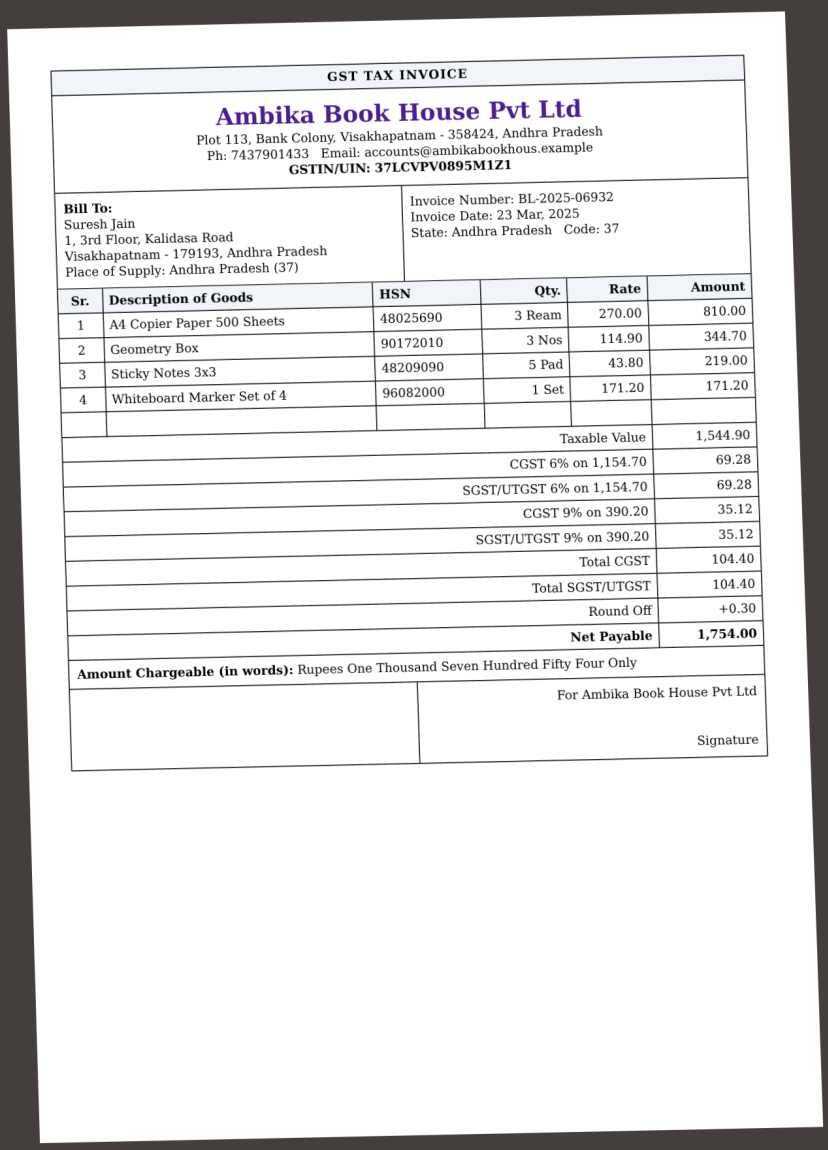 GST TAX INVOICE
Ambika Book House Pvt Ltd
Plot 113, Bank Colony, Visakhapatnam - 358424, Andhra Pradesh
Ph: 7437901433 Email: accounts@ambikabookhous.example
GSTIN/UIN: 37LCVPV0895M1Z1
Bill To:
Suresh Jain
1, 3rd Floor, Kalidasa Road
Visakhapatnam - 179193, Andhra Pradesh
Place of Supply: Andhra Pradesh (37)
Invoice Number: BL-2025-06932
Invoice Date: 23 Mar, 2025
State: Andhra Pradesh Code: 37
Sr. Description of Goods HSN Qty. Rate Amount
1 A4 Copier Paper 500 Sheets 48025690 3 Ream 270.00 810.00
2 Geometry Box 90172010 3 Nos 114.90 344.70
3 Sticky Notes 3x3 48209090 5 Pad 43.80 219.00
4 Whiteboard Marker Set of 4 96082000 1 Set 171.20 171.20
Taxable Value 1,544.90
CGST 6% on 1,154.70 69.28
SGST/UTGST 6% on 1,154.70 69.28
CGST 9% on 390.20 35.12
SGST/UTGST 9% on 390.20 35.12
Total CGST 104.40
Total SGST/UTGST 104.40
Round Off +0.30
Net Payable 1,754.00
Amount Chargeable (in words): Rupees One Thousand Seven Hundred Fifty Four Only
For Ambika Book House Pvt Ltd
Signature